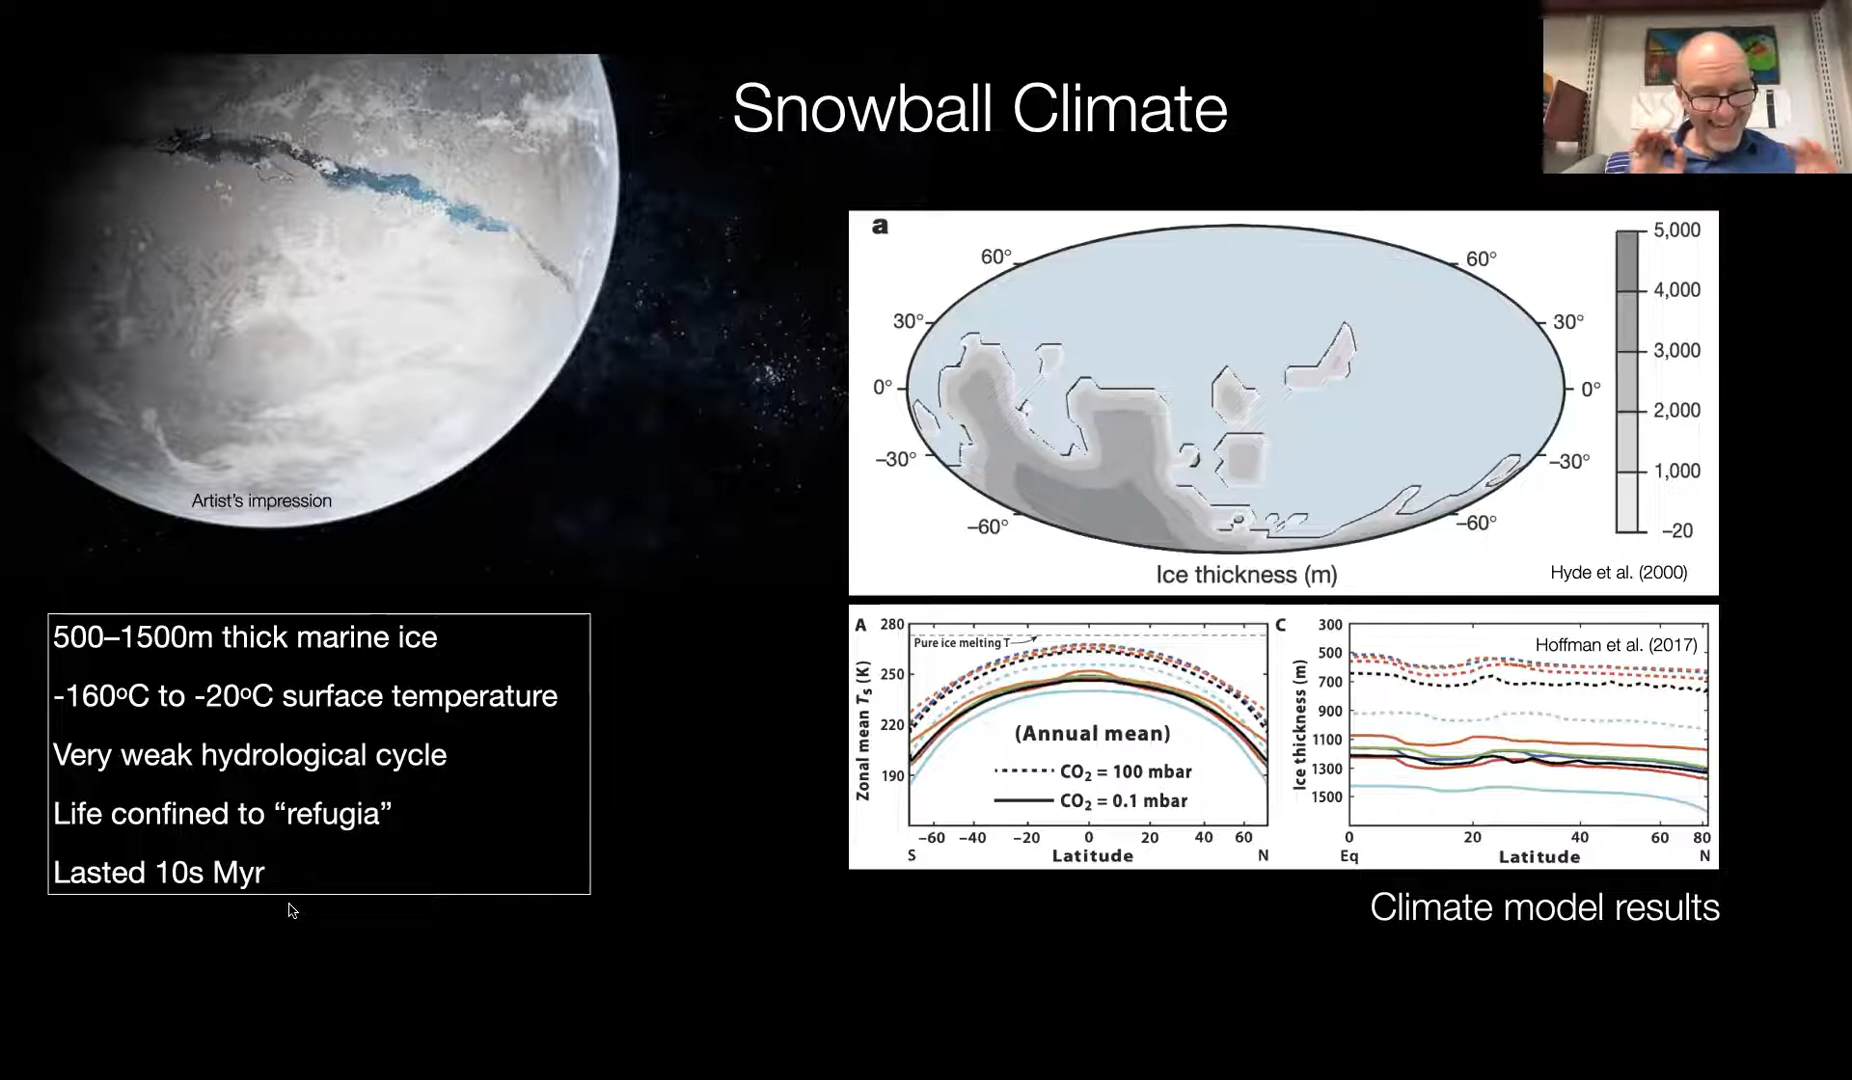 Snowball Climate
Artist's impression
500–1500m thick marine ice
-160ºC to -20ºC surface temperature
Very weak hydrological cycle
Life confined to “refugia”
Lasted 10s Myr
a
60° 60°
30° 30°
0° 0°
−30° −30°
−60° −60°
5,000
4,000
3,000
2,000
1,000
−20
Ice thickness (m)
Hyde et al. (2000)
A
280
250
220
190
Zonal mean Ts (K)
Pure ice melting T
(Annual mean)
CO2 = 100 mbar
CO2 = 0.1 mbar
−60 −40 −20 0 20 40 60
S Latitude N
C
300
500
700
900
1100
1300
1500
Ice thickness (m)
Hoffman et al. (2017)
0 20 40 60 80
Eq Latitude N
Climate model results